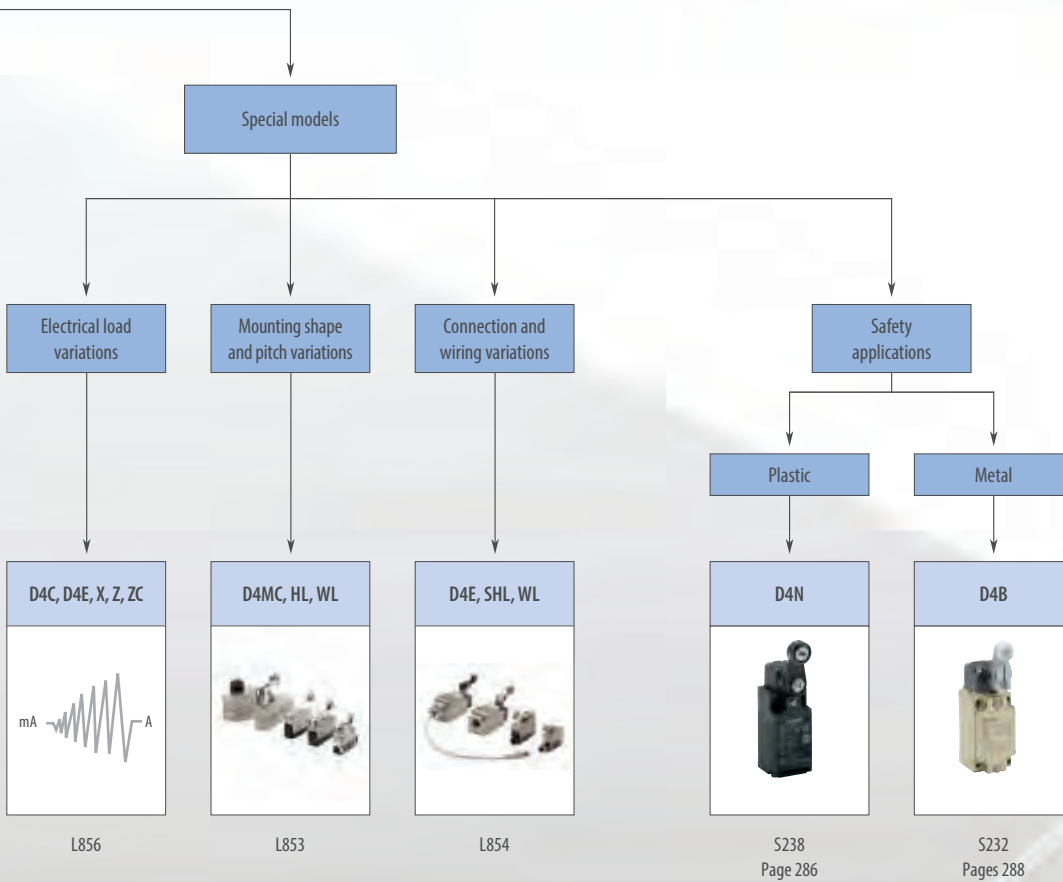 Special models
Electrical load
variations
Mounting shape
and pitch variations
Connection and
wiring variations
Safety
applications
Plastic
Metal
D4C, D4E, X, Z, ZC
D4MC, HL, WL
D4E, SHL, WL
D4N
D4B
mA
A
L856
L853
L854
S238
Page 286
S232
Pages 288